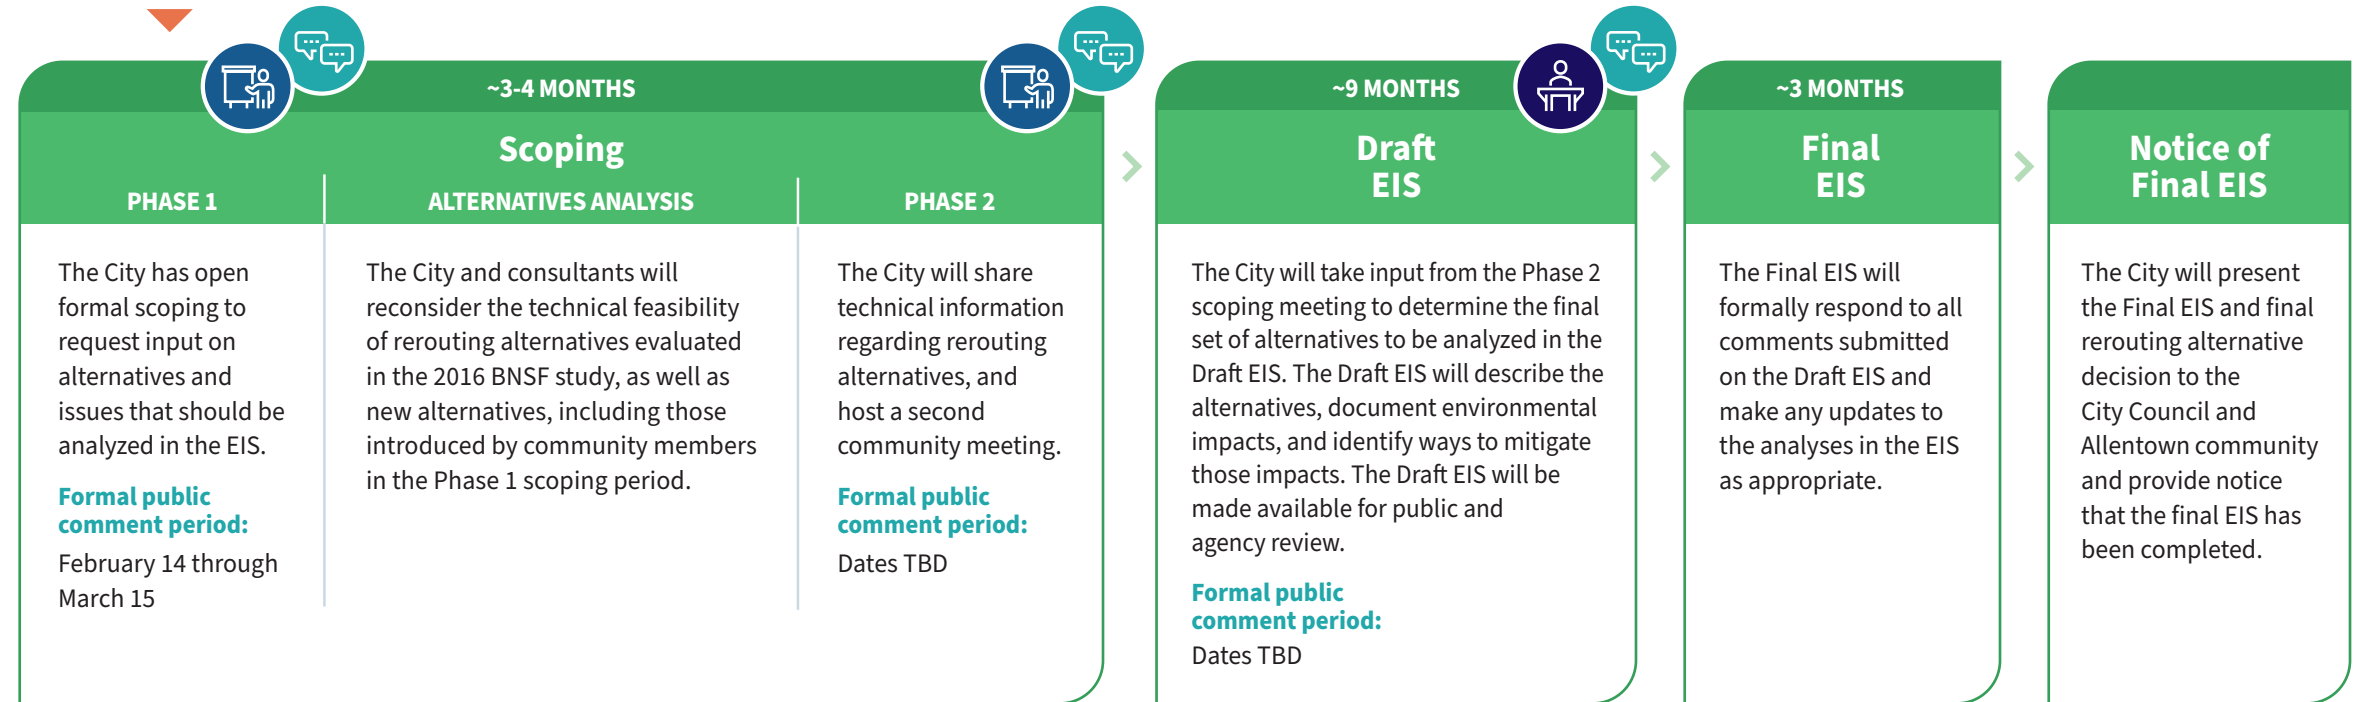 ~3-4 MONTHS
Scoping
PHASE 1
The City has open
formal scoping to
request input on
alternatives and
issues that should be
analyzed in the EIS.
Formal public
comment period:
February 14 through
March 15
ALTERNATIVES ANALYSIS
The City and consultants will
reconsider the technical feasibility
of rerouting alternatives evaluated
in the 2016 BNSF study, as well as
new alternatives, including those
introduced by community members
in the Phase 1 scoping period.
PHASE 2
The City will share
technical information
regarding rerouting
alternatives, and
host a second
community meeting.
Formal public
comment period:
Dates TBD
~9 MONTHS
Draft
EIS
The City will take input from the Phase 2
scoping meeting to determine the final
set of alternatives to be analyzed in the
Draft EIS. The Draft EIS will describe the
alternatives, document environmental
impacts, and identify ways to mitigate
those impacts. The Draft EIS will be
made available for public and
agency review.
Formal public
comment period:
Dates TBD
~3 MONTHS
Final
EIS
The Final EIS will
formally respond to all
comments submitted
on the Draft EIS and
make any updates to
the analyses in the EIS
as appropriate.
Notice of
Final EIS
The City will present
the Final EIS and final
rerouting alternative
decision to the
City Council and
Allentown community
and provide notice
that the final EIS has
been completed.